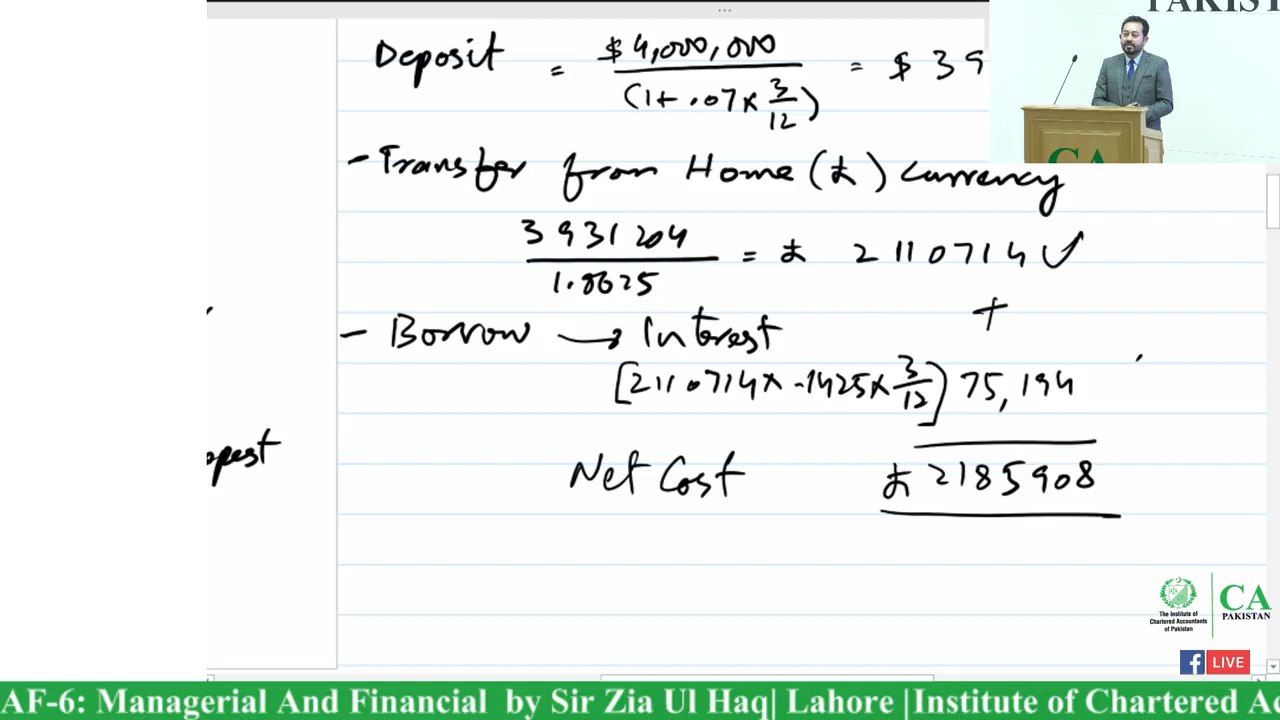 PAKISTAN
Deposit = $ 4,000,000 / (1+ .07 × 3/12) = $ 39
CA
- Transfer from Home (£) currency
3931204 / 1.8625 = £ 2110714 ✓
+
- Borrow → Interest
[2110714 × .1425 × 3/12] 75,194
Net Cost £ 2185908
The Institute of
Chartered Accountants
of Pakistan
CA
PAKISTAN
f LIVE
AF-6: Managerial And Financial by Sir Zia Ul Haq| Lahore |Institute of Chartered Ac